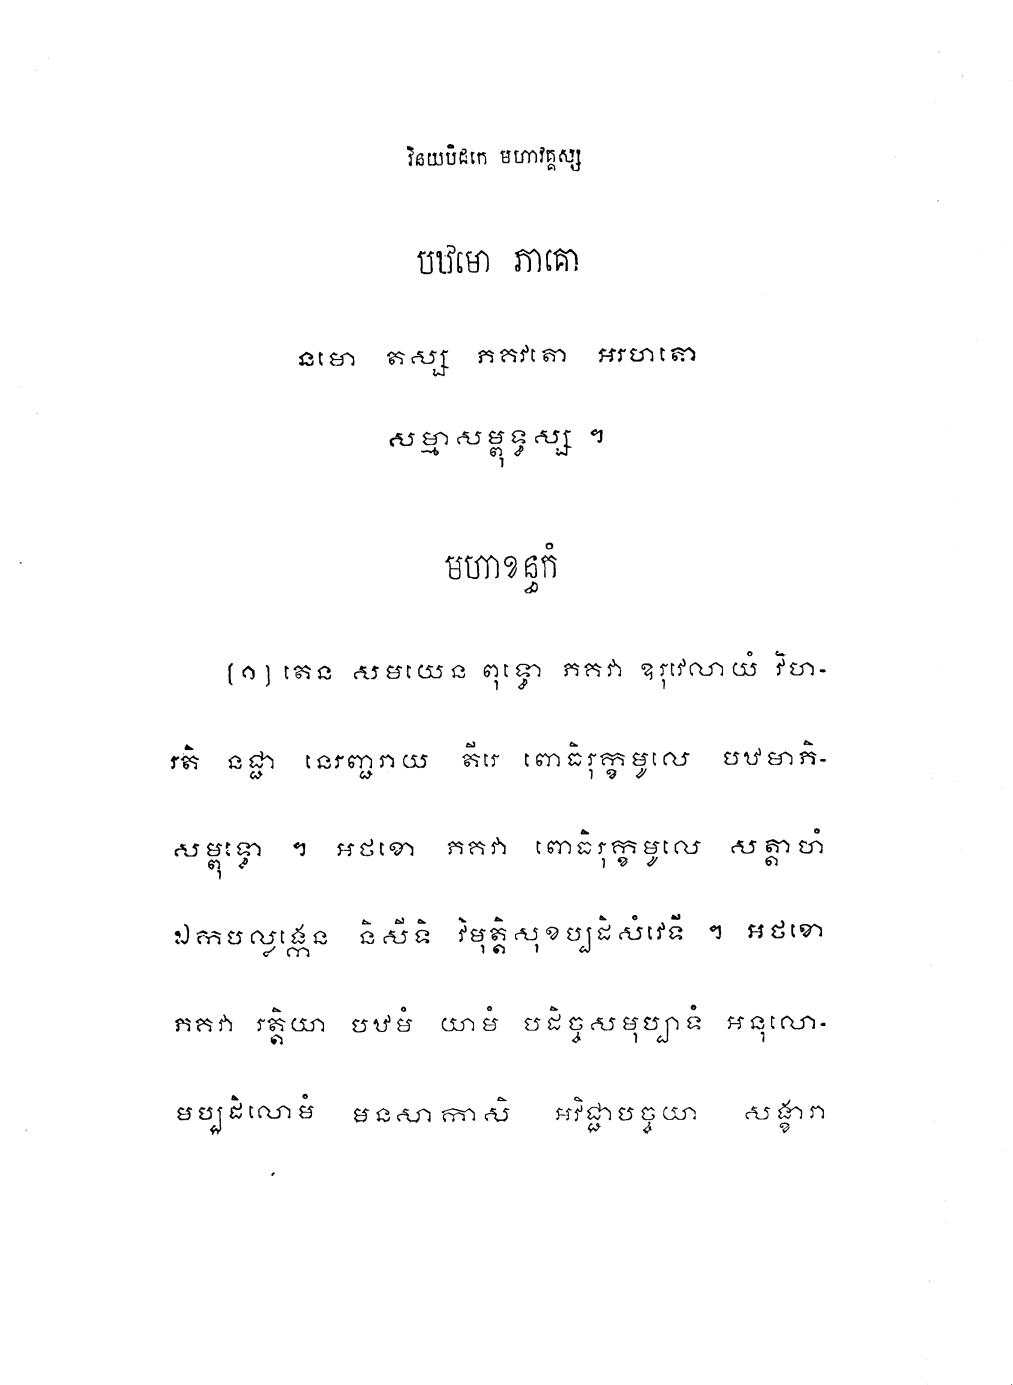 វិនយបិដកេ មហាវគ្គស្ស
បឋមោ ភាគោ
នមោ តស្ស ភគវតោ អរហតោ
សម្មាសម្ពុទ្ធស្ស ។
មហាខន្ធកំ
[១] តេន សមយេន ពុទ្ធោ ភគវា ឧរុវេលាយំ វិហ-
រតិ នជ្ជា នេរញ្ជរាយ តីរេ ពោធិរុក្ខមូលេ បឋមាភិ-
សម្ពុទ្ធោ ។ អថខោ ភគវា ពោធិរុក្ខមូលេ សត្តាហំ
ឯកបល្លង្កេន និសីទិ វិមុត្តិសុខប្បដិសំវេទី ។ អថខោ
ភគវា រត្តិយា បឋមំ យាមំ បដិច្ចសមុប្បាទំ អនុលោ-
មប្បដិលោមំ មនសាកាសិ អវិជ្ជាបច្ចយា សង្ខារា